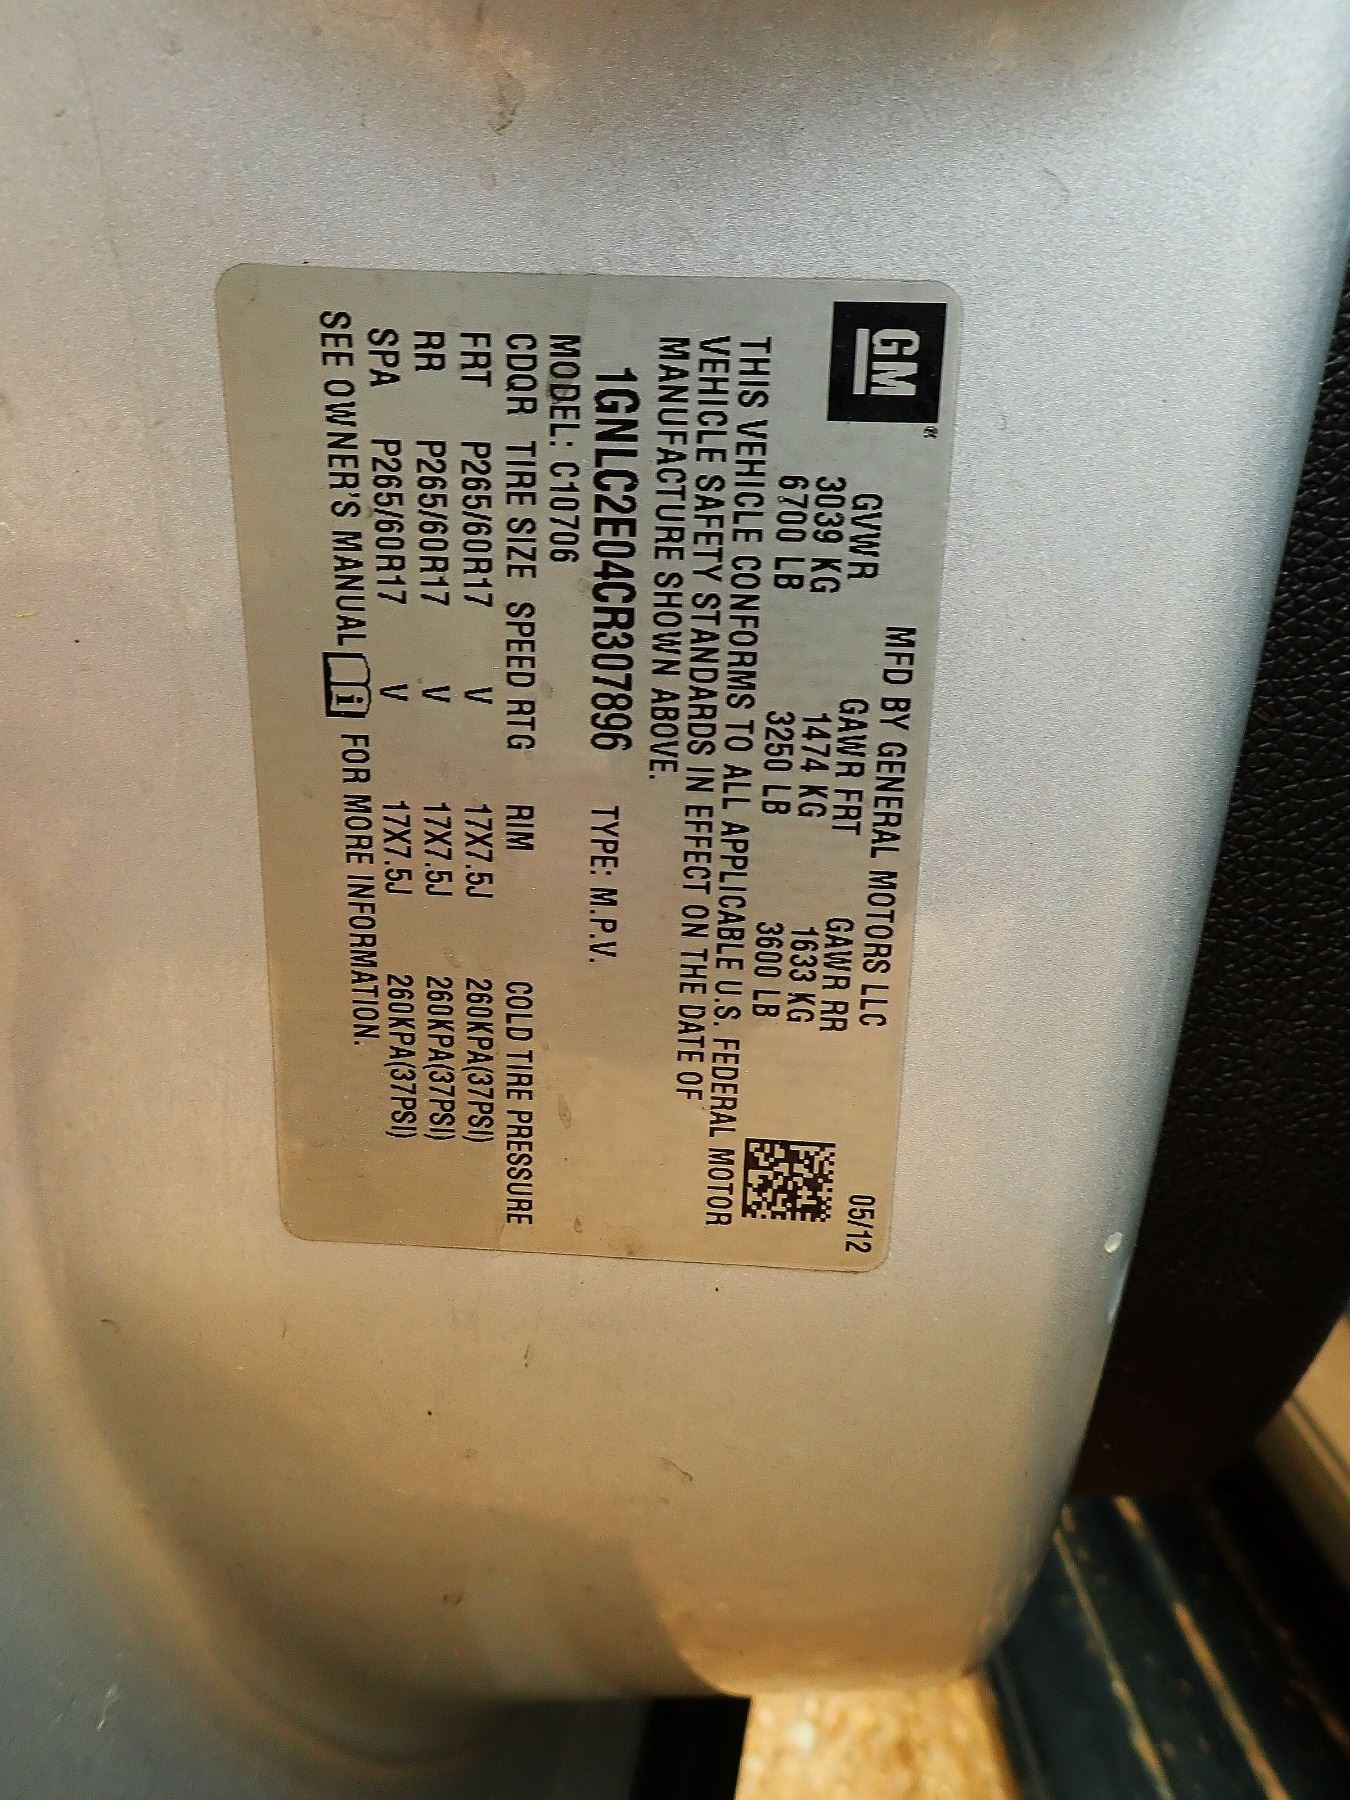 GM®
MFD BY GENERAL MOTORS LLC 05/12
GVWR GAWR FRT GAWR RR
3039 KG 1474 KG 1633 KG
6700 LB 3250 LB 3600 LB
THIS VEHICLE CONFORMS TO ALL APPLICABLE U.S. FEDERAL MOTOR
VEHICLE SAFETY STANDARDS IN EFFECT ON THE DATE OF
MANUFACTURE SHOWN ABOVE.
1GNLC2E04CR307896 TYPE: M.P.V.
MODEL: C10706
CDQR TIRE SIZE SPEED RTG RIM COLD TIRE PRESSURE
FRT P265/60R17 V 17X7.5J 260KPA(37PSI)
RR P265/60R17 V 17X7.5J 260KPA(37PSI)
SPA P265/60R17 V 17X7.5J 260KPA(37PSI)
SEE OWNER'S MANUAL i FOR MORE INFORMATION.